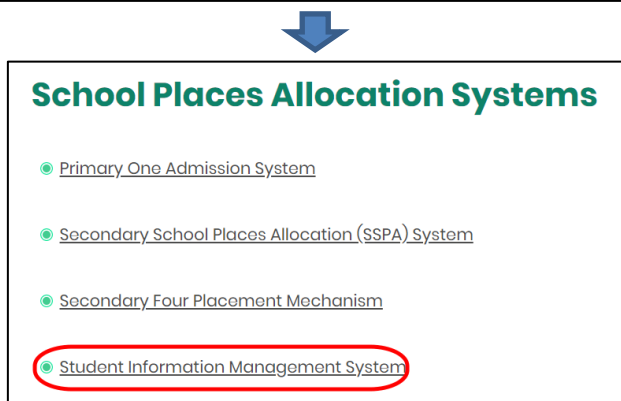 School Places Allocation Systems
Primary One Admission System
Secondary School Places Allocation (SSPA) System
Secondary Four Placement Mechanism
Student Information Management System